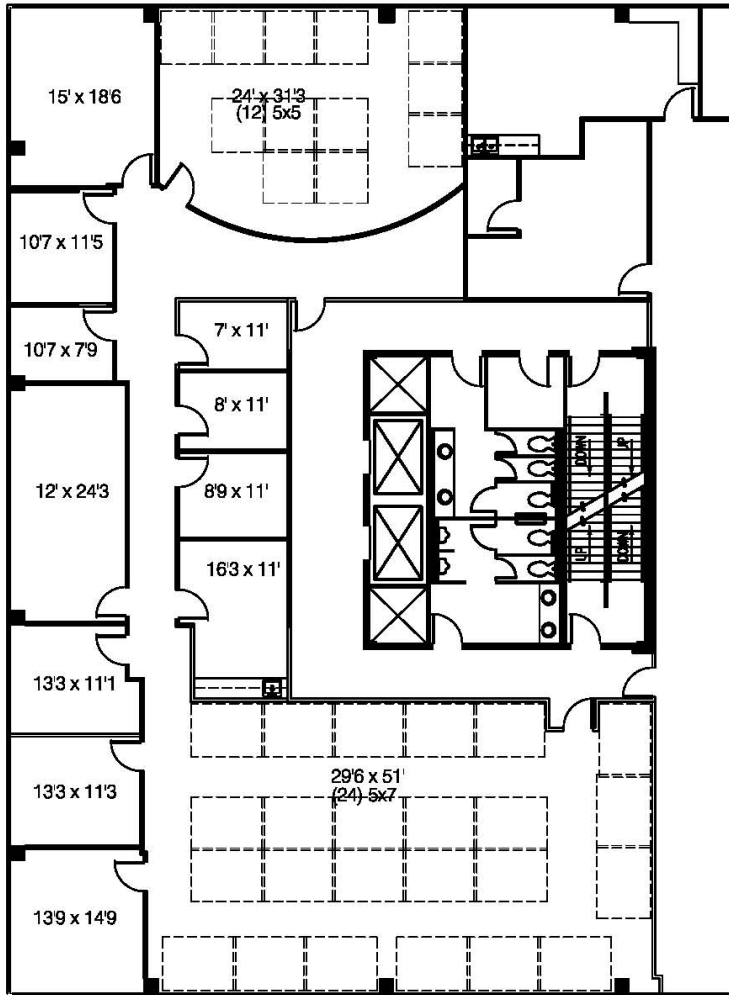 15' x 18'6
24' x 31'3
(12) 5x5
10'7 x 11'5
10'7 x 7'9
7' x 11'
8' x 11'
12' x 24'3
8'9 x 11'
16'3 x 11'
DOWN
UP
UP
DOWN
13'3 x 11'1
13'3 x 11'3
29'6 x 51'
(24) 5x7
13'9 x 14'9